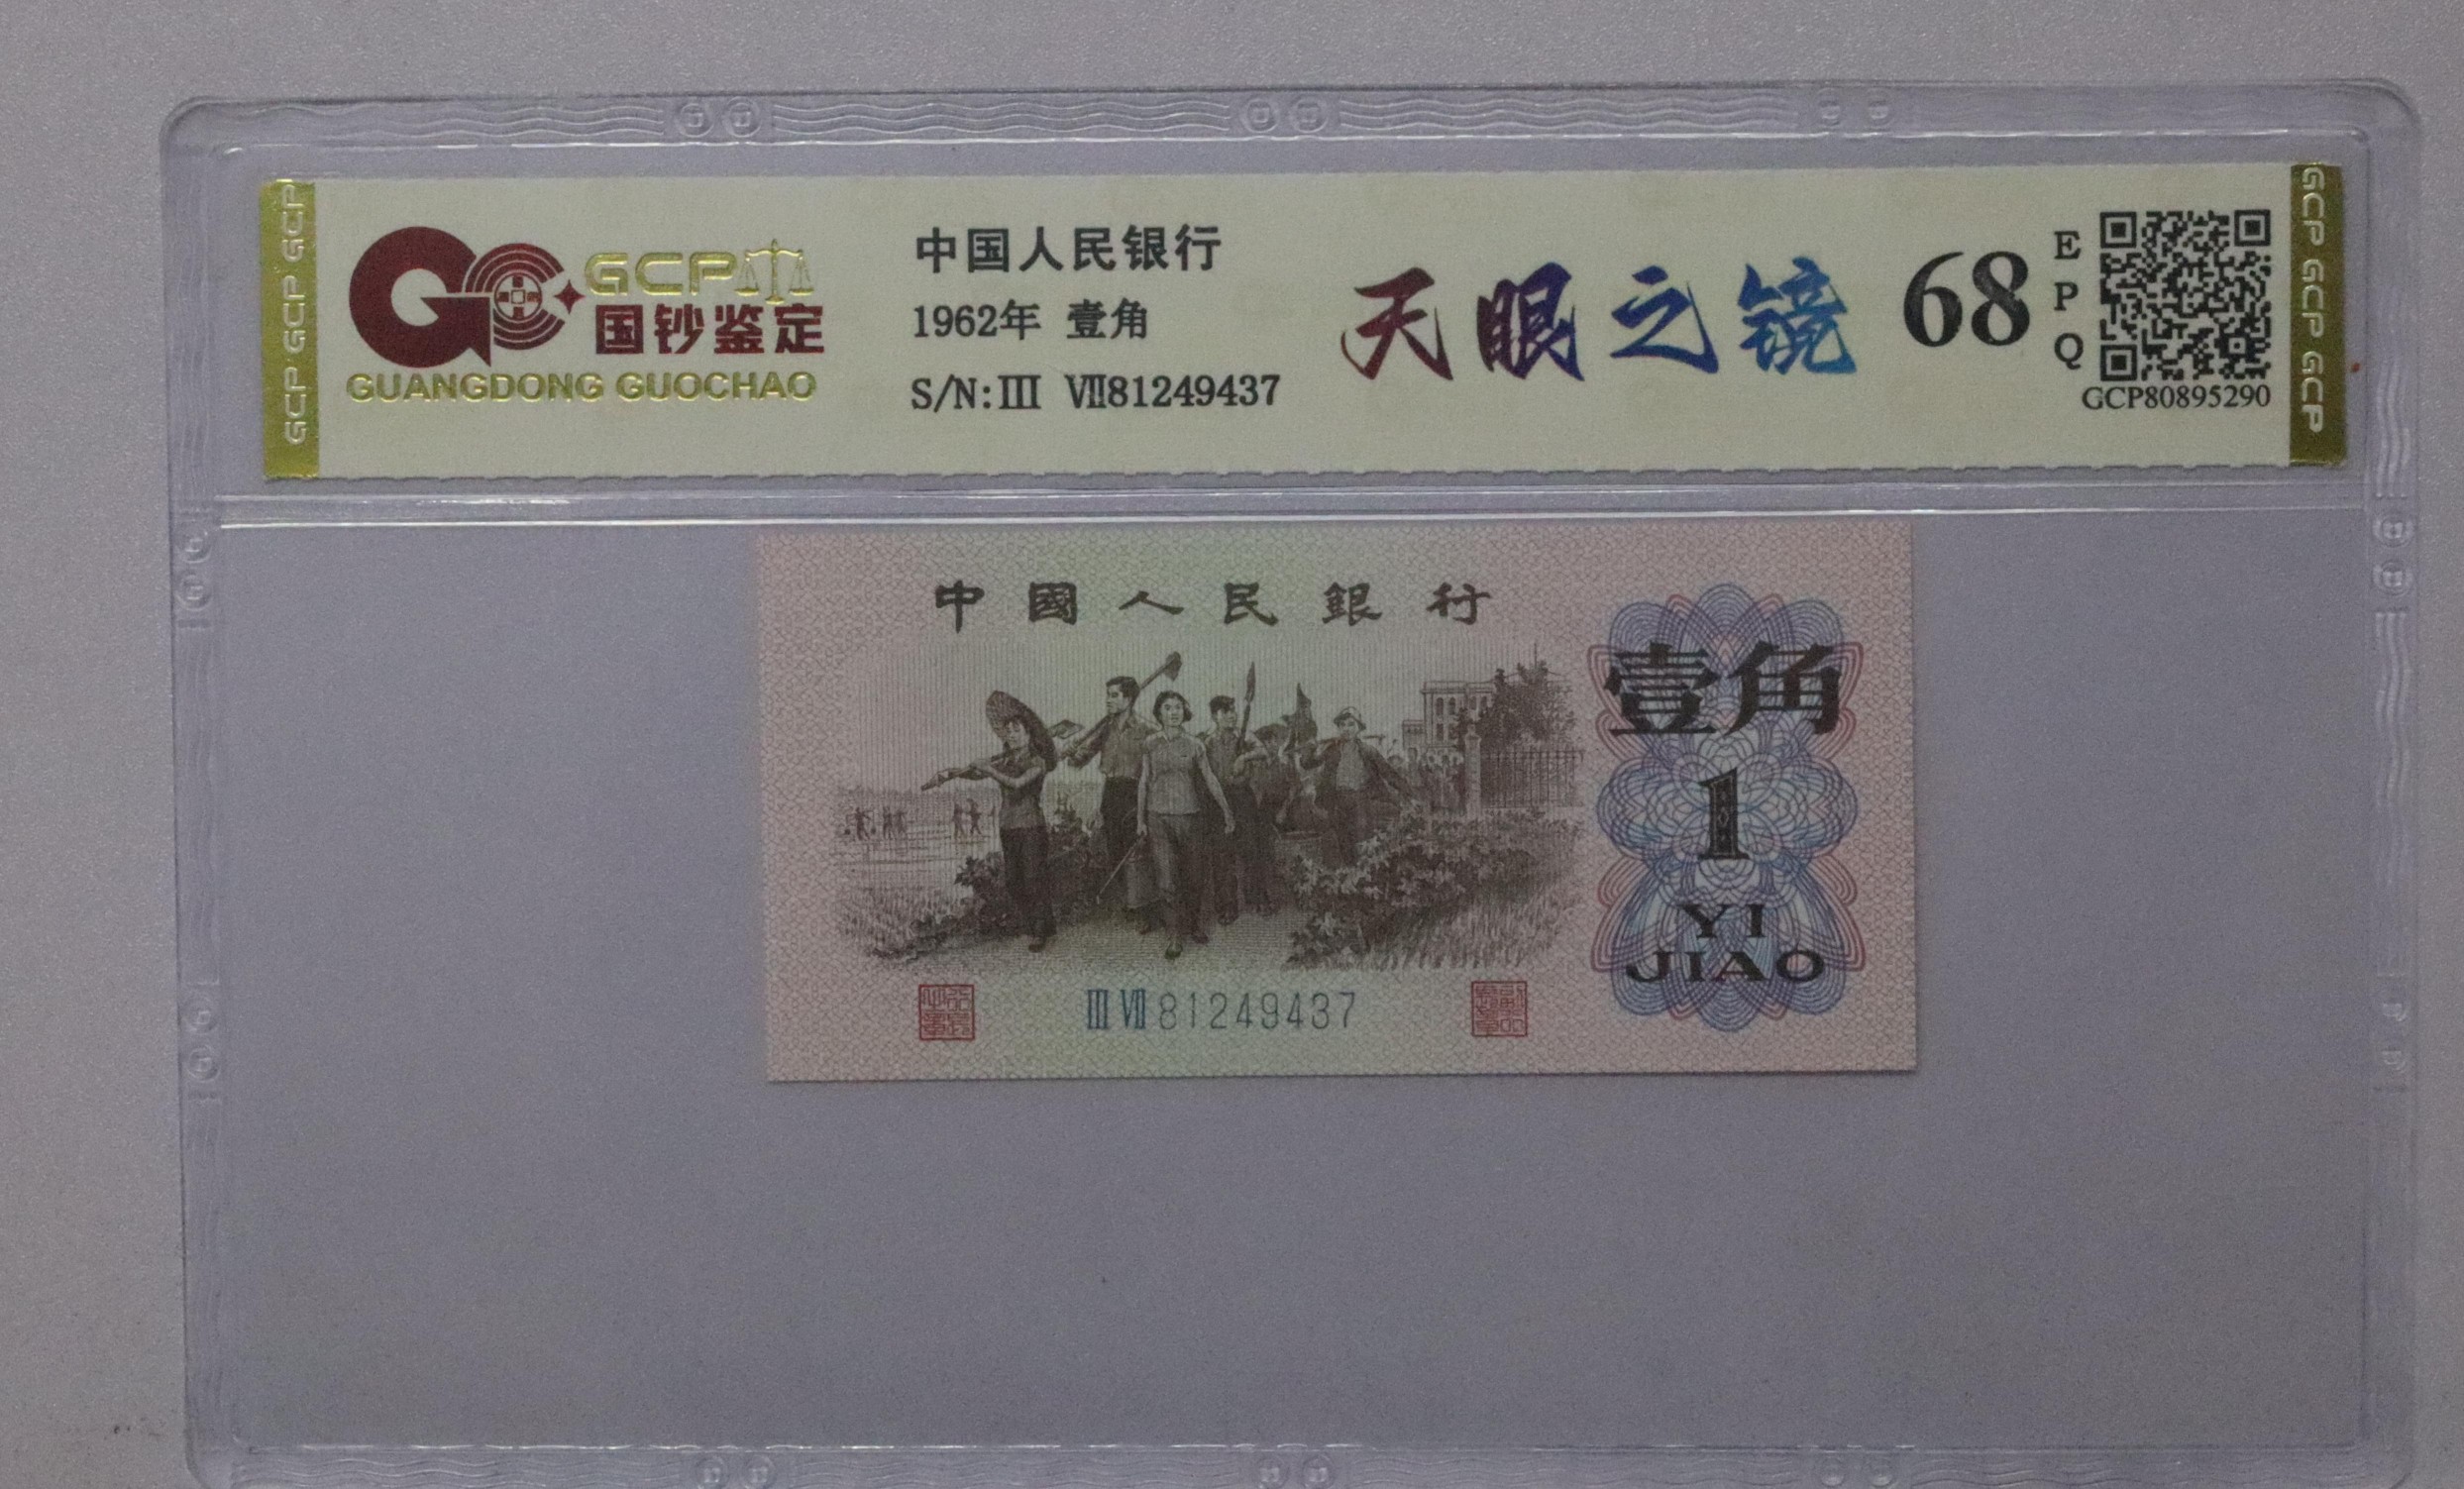 GCP GCP GCP GCP
GCP
国钞鉴定
GUANGDONG GUOCHAO
中国人民银行
1962年 壹角
S/N:III VII81249437
天眼之镜
68
E
P
Q
GCP80895290
GCP GCP GCP
中國人民銀行
壹角
1
YI
JIAO
III VII 81249437